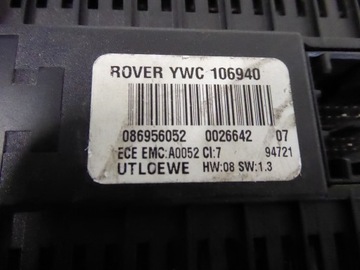 ROVER YWC 106940
086956052 0026642 07
ECE EMC:A0052 CI:7 94721
UTLOEWE HW:08 SW:1.3